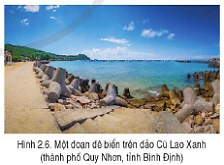 Hình 2.6. Một đoạn đê biển trên đảo Cù Lao Xanh
(thành phố Quy Nhơn, tỉnh Bình Định)